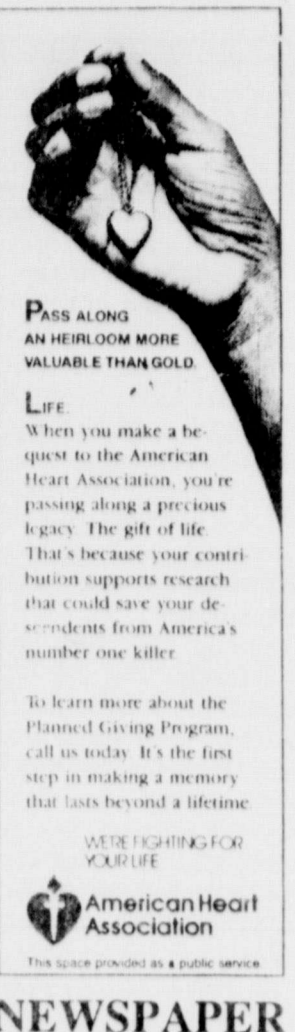 PASS ALONG
AN HEIRLOOM MORE
VALUABLE THAN GOLD.
LIFE.
When you make a be-
quest to the American
Heart Association, you're
passing along a precious
legacy. The gift of life.
That's because your contri-
bution supports research
that could save your de-
scendents from America's
number one killer.
To learn more about the
Planned Giving Program,
call us today. It's the first
step in making a memory
that lasts beyond a lifetime.
WE'RE FIGHTING FOR
YOUR LIFE
American Heart
Association
This space provided as a public service
NEWSPAPER